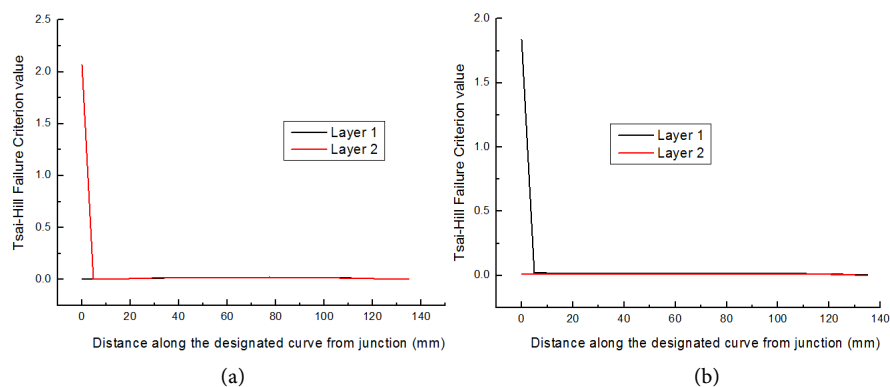 2.5
2.0
1.5
1.0
0.5
0.0
Tsai-Hill Failure Criterion value
Layer 1
Layer 2
0 20 40 60 80 100 120 140
Distance along the designated curve from junction (mm)
(a)
2.0
1.5
1.0
0.5
0.0
Tsai-Hill Failure Criterion value
Layer 1
Layer 2
0 20 40 60 80 100 120 140
Distance along the designated curve from junction (mm)
(b)